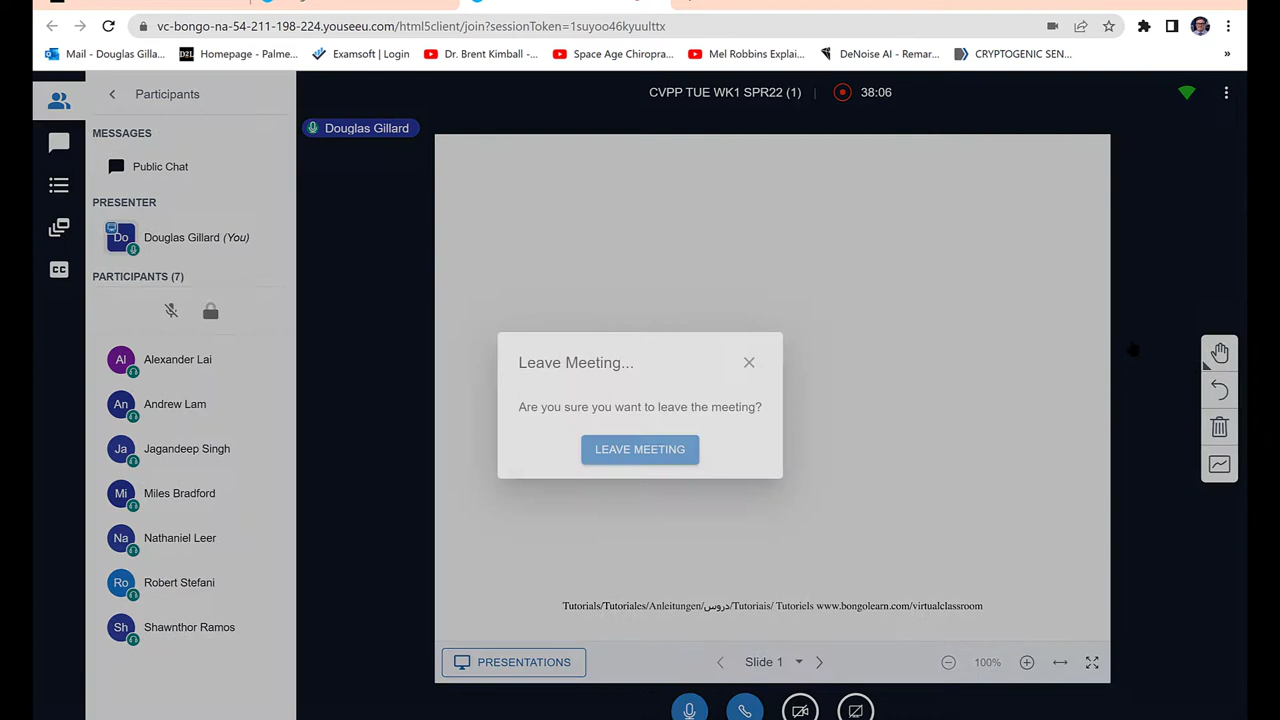 vc-bongo-na-54-211-198-224.youseeu.com/html5client/join?sessionToken=1suyoo46kyuulttx
Mail - Douglas Gilla...
D2L Homepage - Palme...
Examsoft | Login
Dr. Brent Kimball -...
Space Age Chiropra...
Mel Robbins Explai...
DeNoise AI - Remar...
CRYPTOGENIC SEN...
»
Participants
CVPP TUE WK1 SPR22 (1) | 38:06
MESSAGES
Douglas Gillard
Public Chat
PRESENTER
Do Douglas Gillard (You)
CC
PARTICIPANTS (7)
Al Alexander Lai
An Andrew Lam
Ja Jagandeep Singh
Mi Miles Bradford
Na Nathaniel Leer
Ro Robert Stefani
Sh Shawnthor Ramos
Leave Meeting...
Are you sure you want to leave the meeting?
LEAVE MEETING
Tutorials/Tutoriales/Anleitungen/دروس/Tutoriais/ Tutoriels www.bongolearn.com/virtualclassroom
PRESENTATIONS
Slide 1
100%